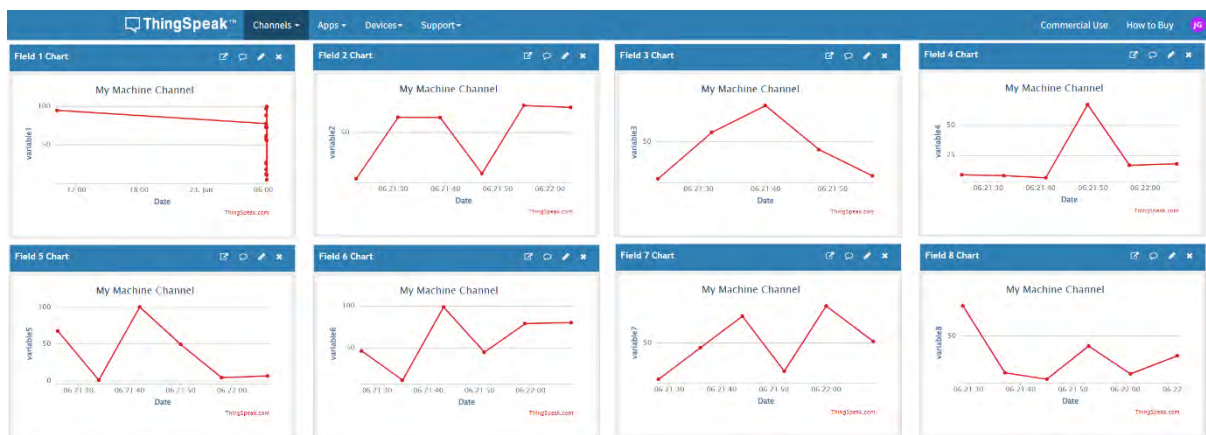 ThingSpeak™ Channels Apps Devices Support Commercial Use How to Buy JG
Field 1 Chart
My Machine Channel
100
50
variable1
12:00 18:00 23. Jun 06:00
Date
ThingSpeak.com
Field 2 Chart
My Machine Channel
50
variable2
06:21:30 06:21:40 06:21:50 06:22:00
Date
ThingSpeak.com
Field 3 Chart
My Machine Channel
50
variable3
06:21:30 06:21:40 06:21:50
Date
ThingSpeak.com
Field 4 Chart
My Machine Channel
50
25
variable4
06:21:30 06:21:40 06:21:50 06:22:00
Date
ThingSpeak.com
Field 5 Chart
My Machine Channel
100
50
0
variable5
06:21:30 06:21:40 06:21:50 06:22:00
Date
ThingSpeak.com
Field 6 Chart
My Machine Channel
100
50
variable6
06:21:30 06:21:40 06:21:50 06:22:00
Date
ThingSpeak.com
Field 7 Chart
My Machine Channel
50
variable7
06:21:30 06:21:40 06:21:50 06:22:00
Date
ThingSpeak.com
Field 8 Chart
My Machine Channel
50
variable8
06:21:30 06:21:40 06:21:50 06:22:00 06:22
Date
ThingSpeak.com